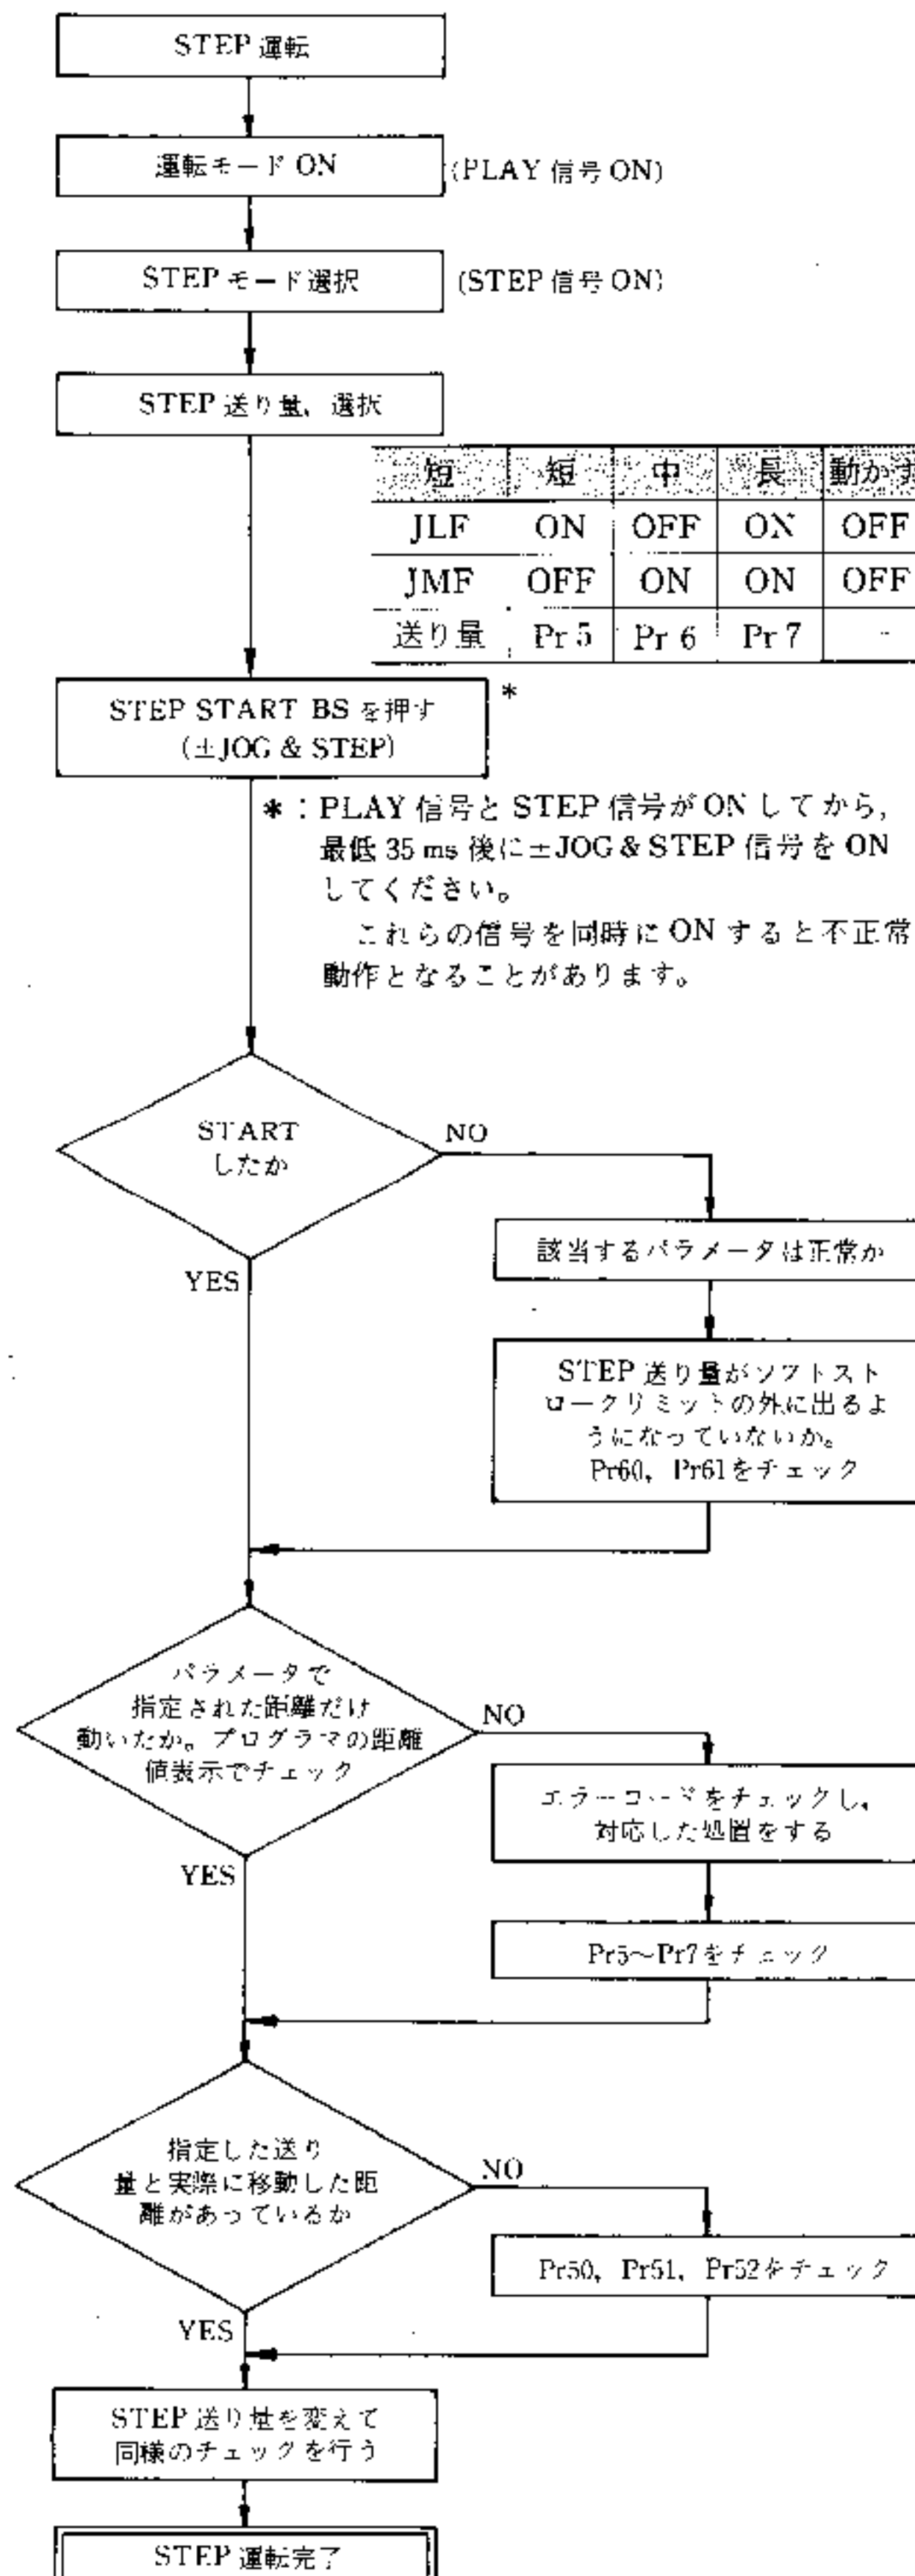 STEP 運転
運転モード ON
(PLAY 信号 ON)
STEP モード選択
(STEP 信号 ON)
STEP 送り量, 選択
短 短 中 長 動かす
JLF ON OFF ON OFF
JMF OFF ON ON OFF
送り量 Pr 5 Pr 6 Pr 7 -
STEP START BS を押す
(±JOG & STEP)
*
* : PLAY 信号と STEP 信号が ON してから,
最低 35 ms 後に ±JOG & STEP 信号を ON
してください。
これらの信号を同時に ON すると不正常
動作となることがあります。
START
したか
NO
YES
該当するパラメータは正常か
STEP 送り量がソフトスト
ロークリミットの外に出るよ
うになっていないか。
Pr60, Pr61をチェック
パラメータで
指定された距離だけ
動いたか。プログラマの距離
値表示でチェック
NO
YES
エラーコードをチェックし,
対応した処置をする
Pr5~Pr7をチェック
指定した送り
量と実際に移動した距
離があっているか
NO
YES
Pr50, Pr51, Pr52をチェック
STEP 送り量を変えて
同様のチェックを行う
STEP 運転完了